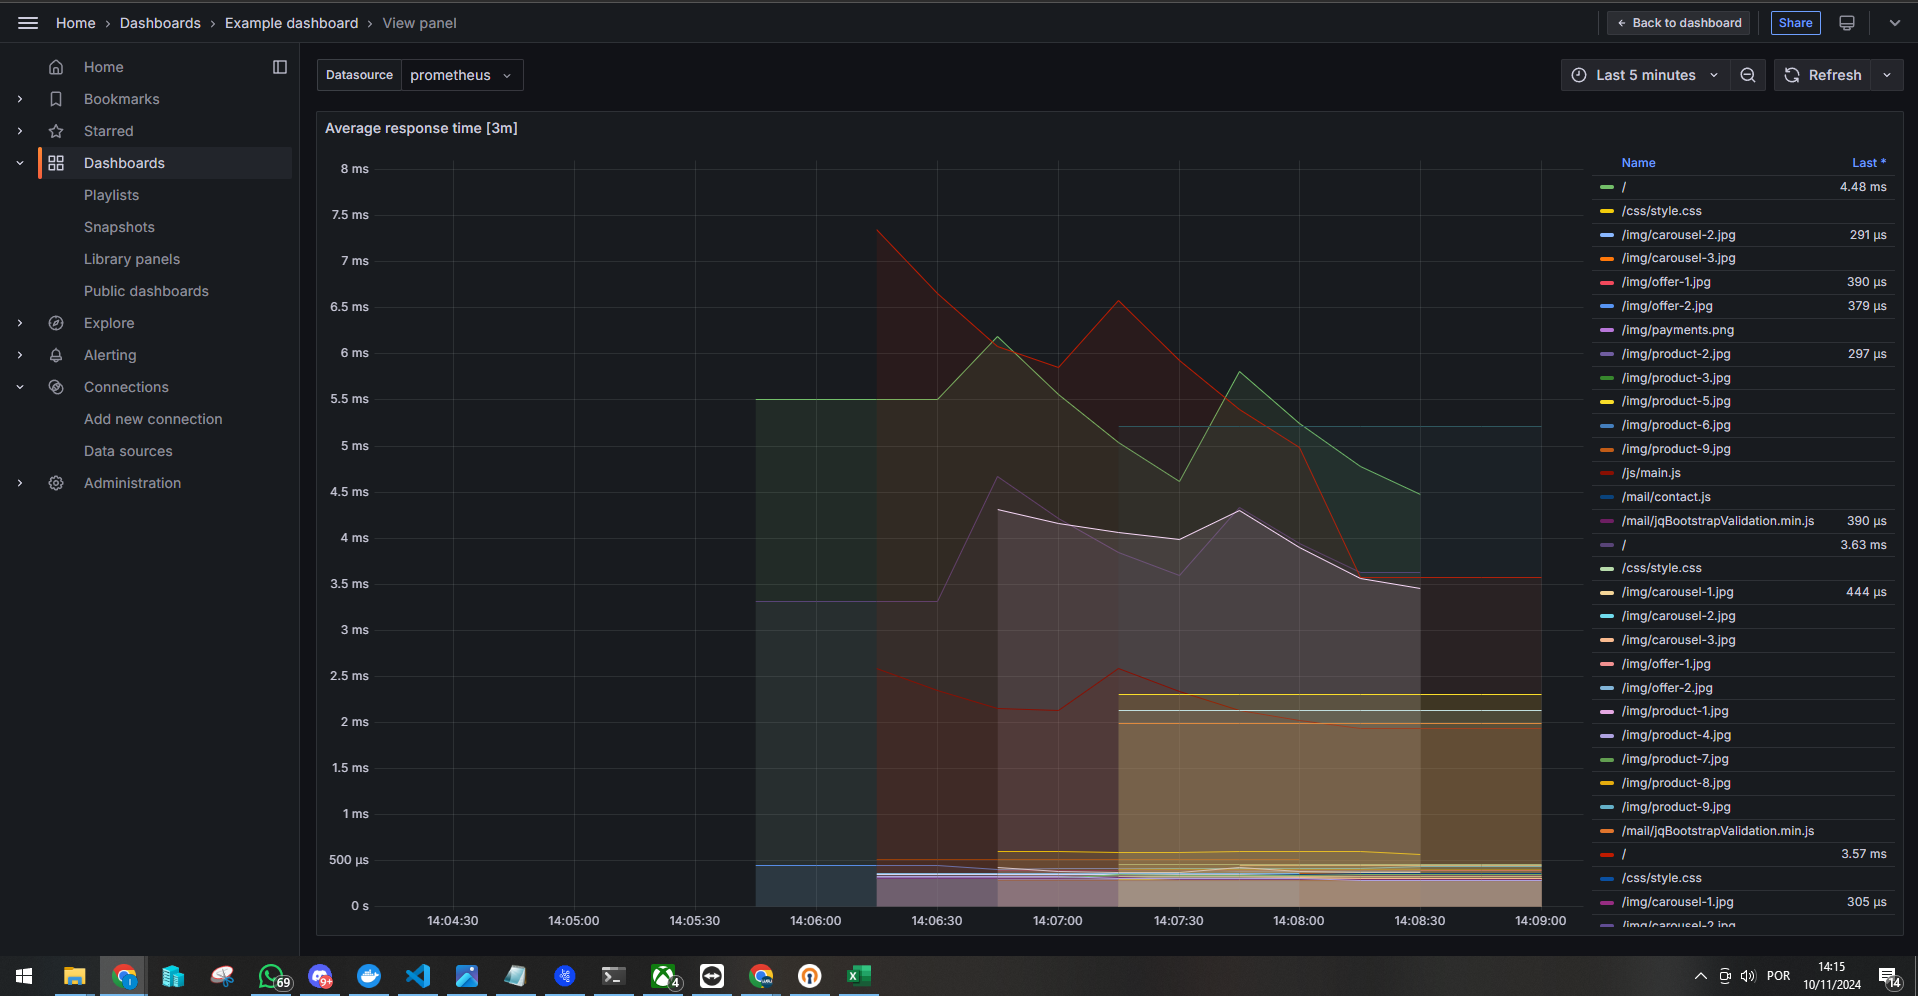 Home › Dashboards › Example dashboard › View panel
← Back to dashboard
Share
Home
Bookmarks
Starred
Dashboards
Playlists
Snapshots
Library panels
Public dashboards
Explore
Alerting
Connections
Add new connection
Data sources
Administration
Datasource prometheus
Last 5 minutes
Refresh
Average response time [3m]
8 ms
7.5 ms
7 ms
6.5 ms
6 ms
5.5 ms
5 ms
4.5 ms
4 ms
3.5 ms
3 ms
2.5 ms
2 ms
1.5 ms
1 ms
500 µs
0 s
14:04:30 14:05:00 14:05:30 14:06:00 14:06:30 14:07:00 14:07:30 14:08:00 14:08:30 14:09:00
Name Last *
/ 4.48 ms
/css/style.css
/img/carousel-2.jpg 291 µs
/img/carousel-3.jpg
/img/offer-1.jpg 390 µs
/img/offer-2.jpg 379 µs
/img/payments.png
/img/product-2.jpg 297 µs
/img/product-3.jpg
/img/product-5.jpg
/img/product-6.jpg
/img/product-9.jpg
/js/main.js
/mail/contact.js
/mail/jqBootstrapValidation.min.js 390 µs
/ 3.63 ms
/css/style.css
/img/carousel-1.jpg 444 µs
/img/carousel-2.jpg
/img/carousel-3.jpg
/img/offer-1.jpg
/img/offer-2.jpg
/img/product-1.jpg
/img/product-4.jpg
/img/product-7.jpg
/img/product-8.jpg
/img/product-9.jpg
/mail/jqBootstrapValidation.min.js
/ 3.57 ms
/css/style.css
/img/carousel-1.jpg 305 µs
/img/carousel-2.jpg
69
9+
4
POR
14:15
10/11/2024
14